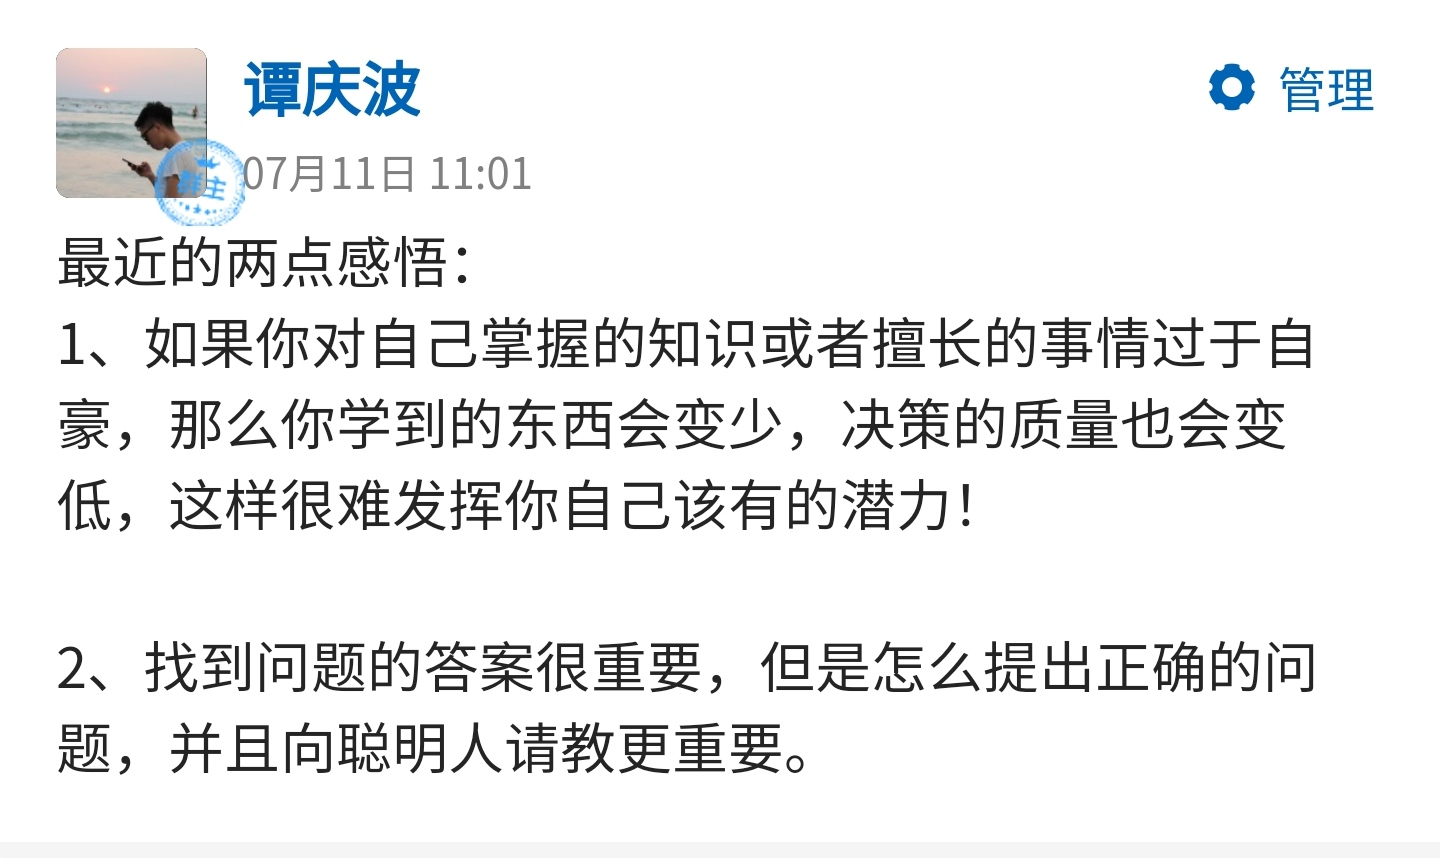 谭庆波
管理
07月11日 11:01
群主
最近的两点感悟：
1、如果你对自己掌握的知识或者擅长的事情过于自
豪，那么你学到的东西会变少，决策的质量也会变
低，这样很难发挥你自己该有的潜力！
2、找到问题的答案很重要，但是怎么提出正确的问
题，并且向聪明人请教更重要。